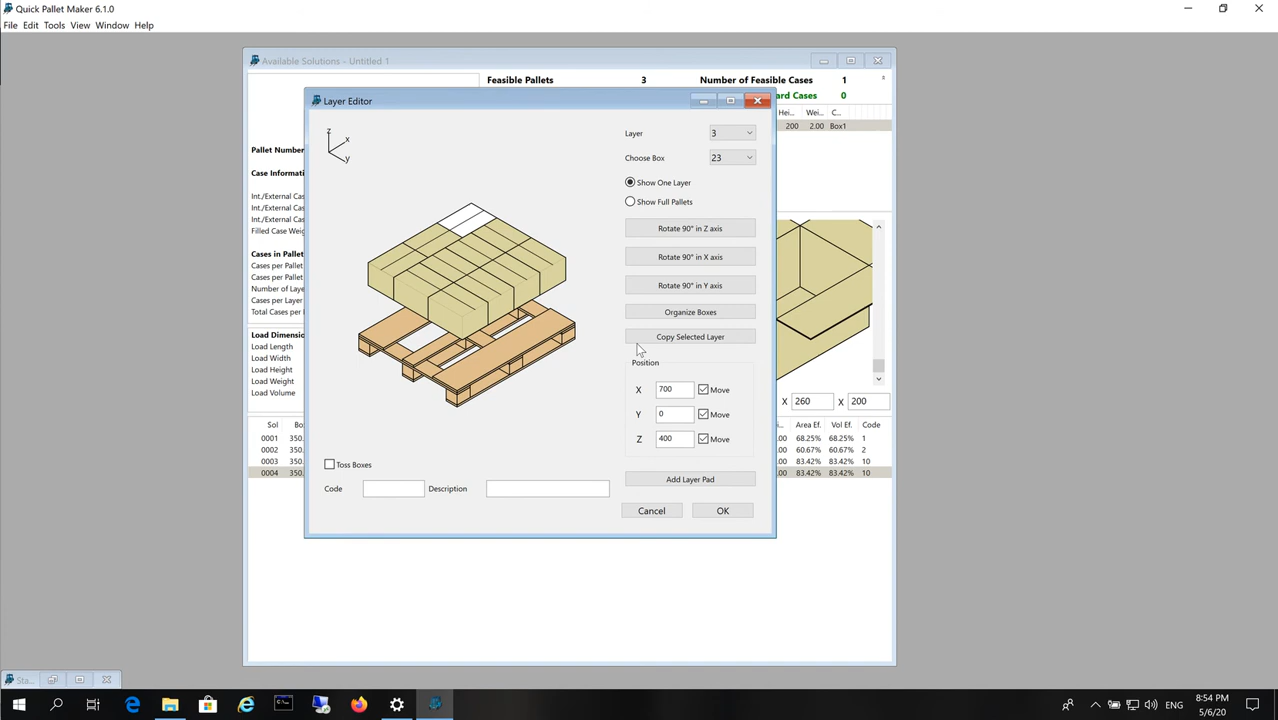 Quick Pallet Maker 6.1.0
File Edit Tools View Window Help
Available Solutions - Untitled 1
Feasible Pallets 3 Number of Feasible Cases 1
ard Cases 0
Layer Editor
Hei... Wei... C...
200 2.00 Box1
z
x
y
Layer 3
Choose Box 23
Show One Layer
Show Full Pallets
Rotate 90° in Z axis
Rotate 90° in X axis
Rotate 90° in Y axis
Organize Boxes
Copy Selected Layer
Position
X 700 Move
Y 0 Move
Z 400 Move
Add Layer Pad
Toss Boxes
Code Description
Cancel OK
Pallet Number
Case Informati
Int./External Cas
Int./External Cas
Int./External Cas
Filled Case Weig
Cases in Pallet
Cases per Pallet
Cases per Pallet
Number of Layer
Cases per Layer
Total Cases per
Load Dimension
Load Length
Load Width
Load Height
Load Weight
Load Volume
X 260 X 200
Sol Bo
0001 350.
0002 350.
0003 350.
0004 350.
Area Ef. Vol Ef. Code
.00 68.25% 68.25% 1
.00 60.67% 60.67% 2
.00 83.42% 83.42% 10
.00 83.42% 83.42% 10
Sta...
ENG
8:54 PM
5/6/20